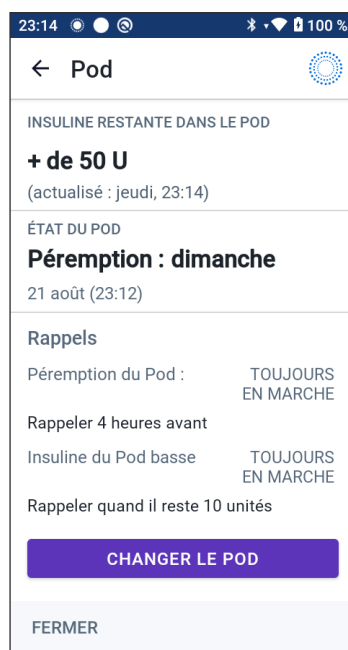 23:14 100 %
Pod
INSULINE RESTANTE DANS LE POD
+ de 50 U
(actualisé : jeudi, 23:14)
ÉTAT DU POD
Péremption : dimanche
21 août (23:12)
Rappels
Péremption du Pod : TOUJOURS
EN MARCHE
Rappeler 4 heures avant
Insuline du Pod basse TOUJOURS
EN MARCHE
Rappeler quand il reste 10 unités
CHANGER LE POD
FERMER